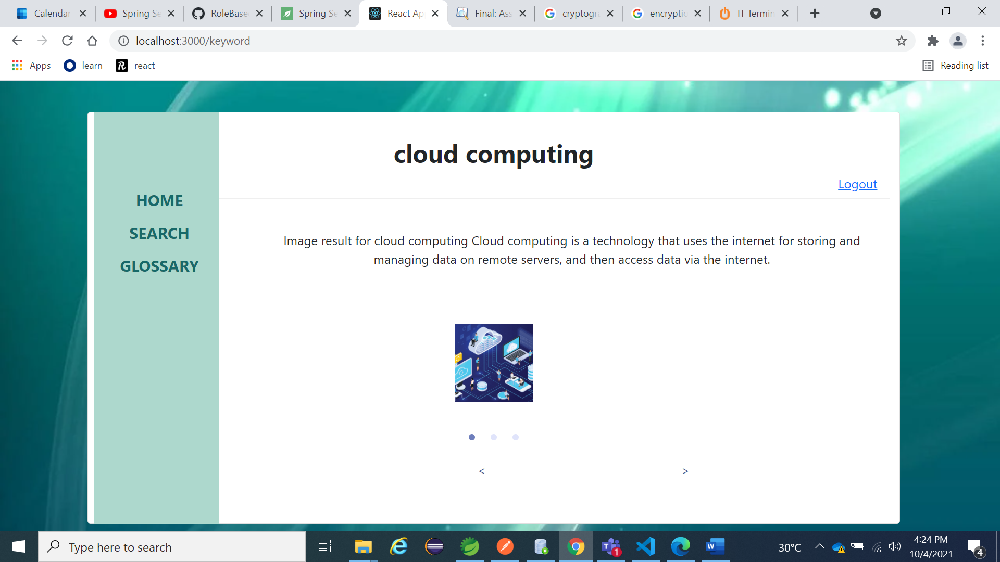 Calendar
Spring Se
RoleBase
Spring Se
React Ap
Final: Ass
cryptogra
encryptio
IT Termin
localhost:3000/keyword
Apps
learn
react
Reading list
cloud computing
Logout
HOME
SEARCH
GLOSSARY
Image result for cloud computing Cloud computing is a technology that uses the internet for storing and
managing data on remote servers, and then access data via the internet.
<
>
Type here to search
1
30°C
4:24 PM
10/4/2021
4